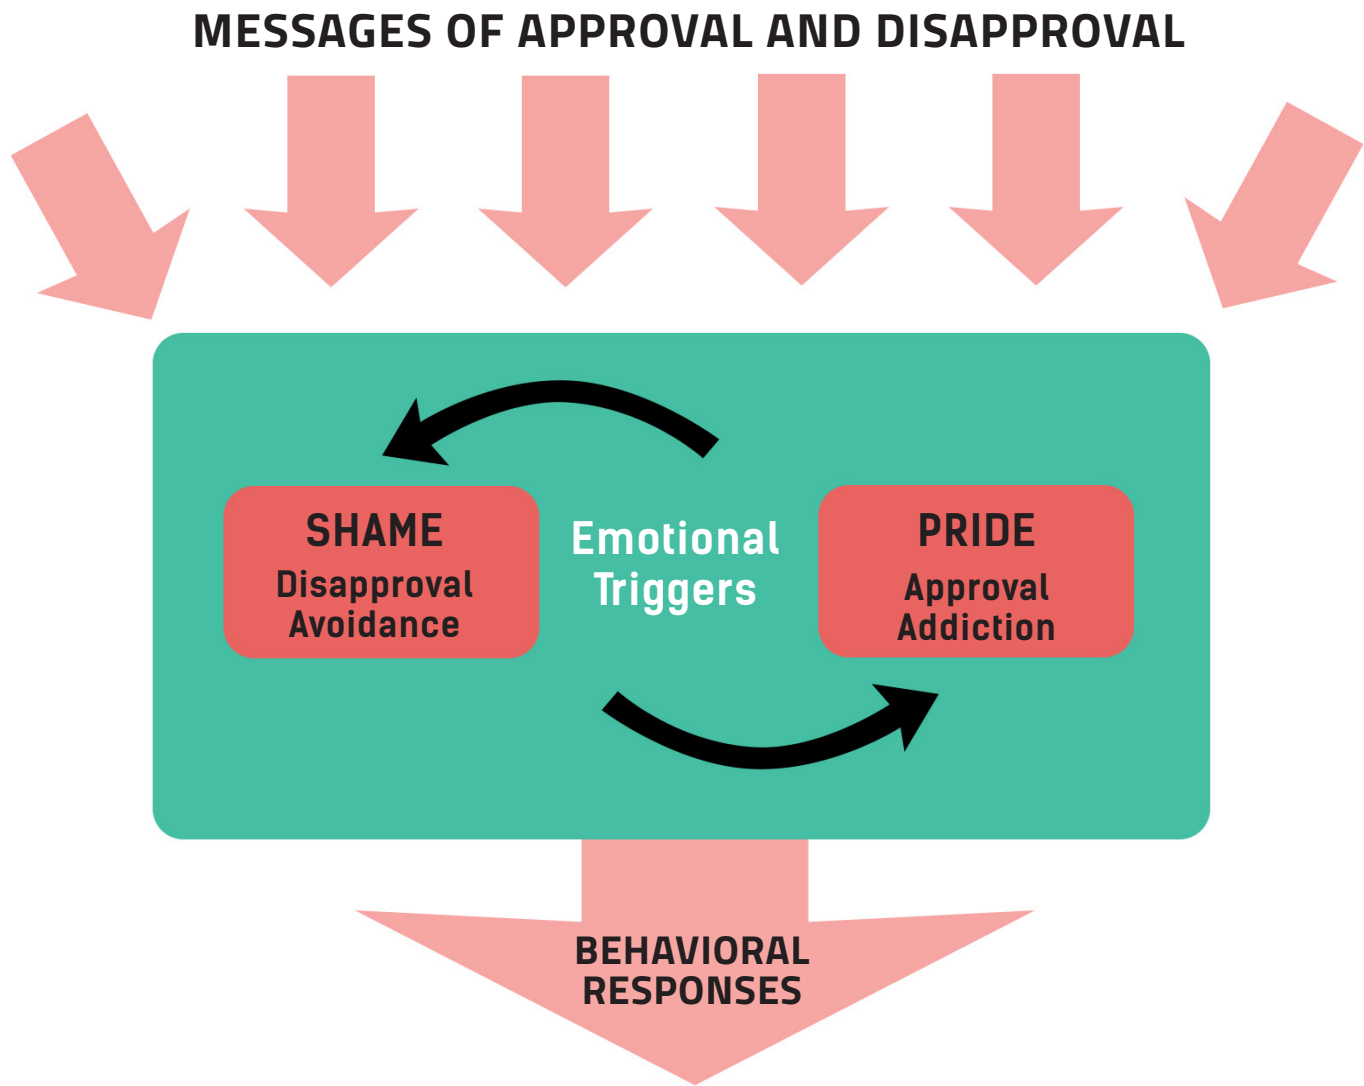 MESSAGES OF APPROVAL AND DISAPPROVAL
SHAME
Disapproval
Avoidance
Emotional
Triggers
PRIDE
Approval
Addiction
BEHAVIORAL
RESPONSES